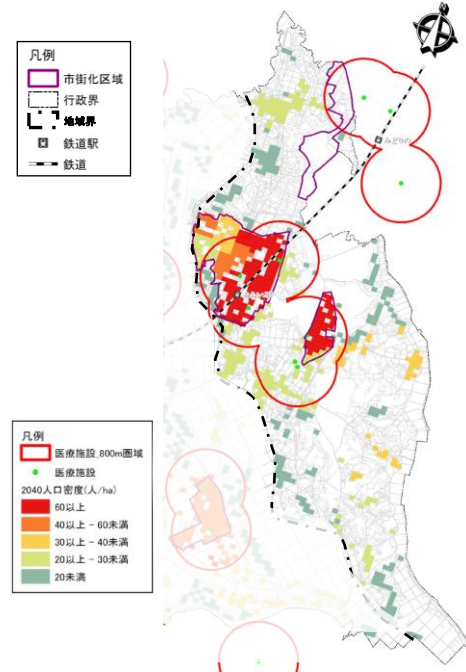 凡例
市街化区域
行政界
地域界
鉄道駅
鉄道
みどりの
凡例
医療施設_800m圏域
医療施設
2040人口密度(人/ha)
60以上
40以上 - 60未満
30以上 - 40未満
20以上 - 30未満
20未満